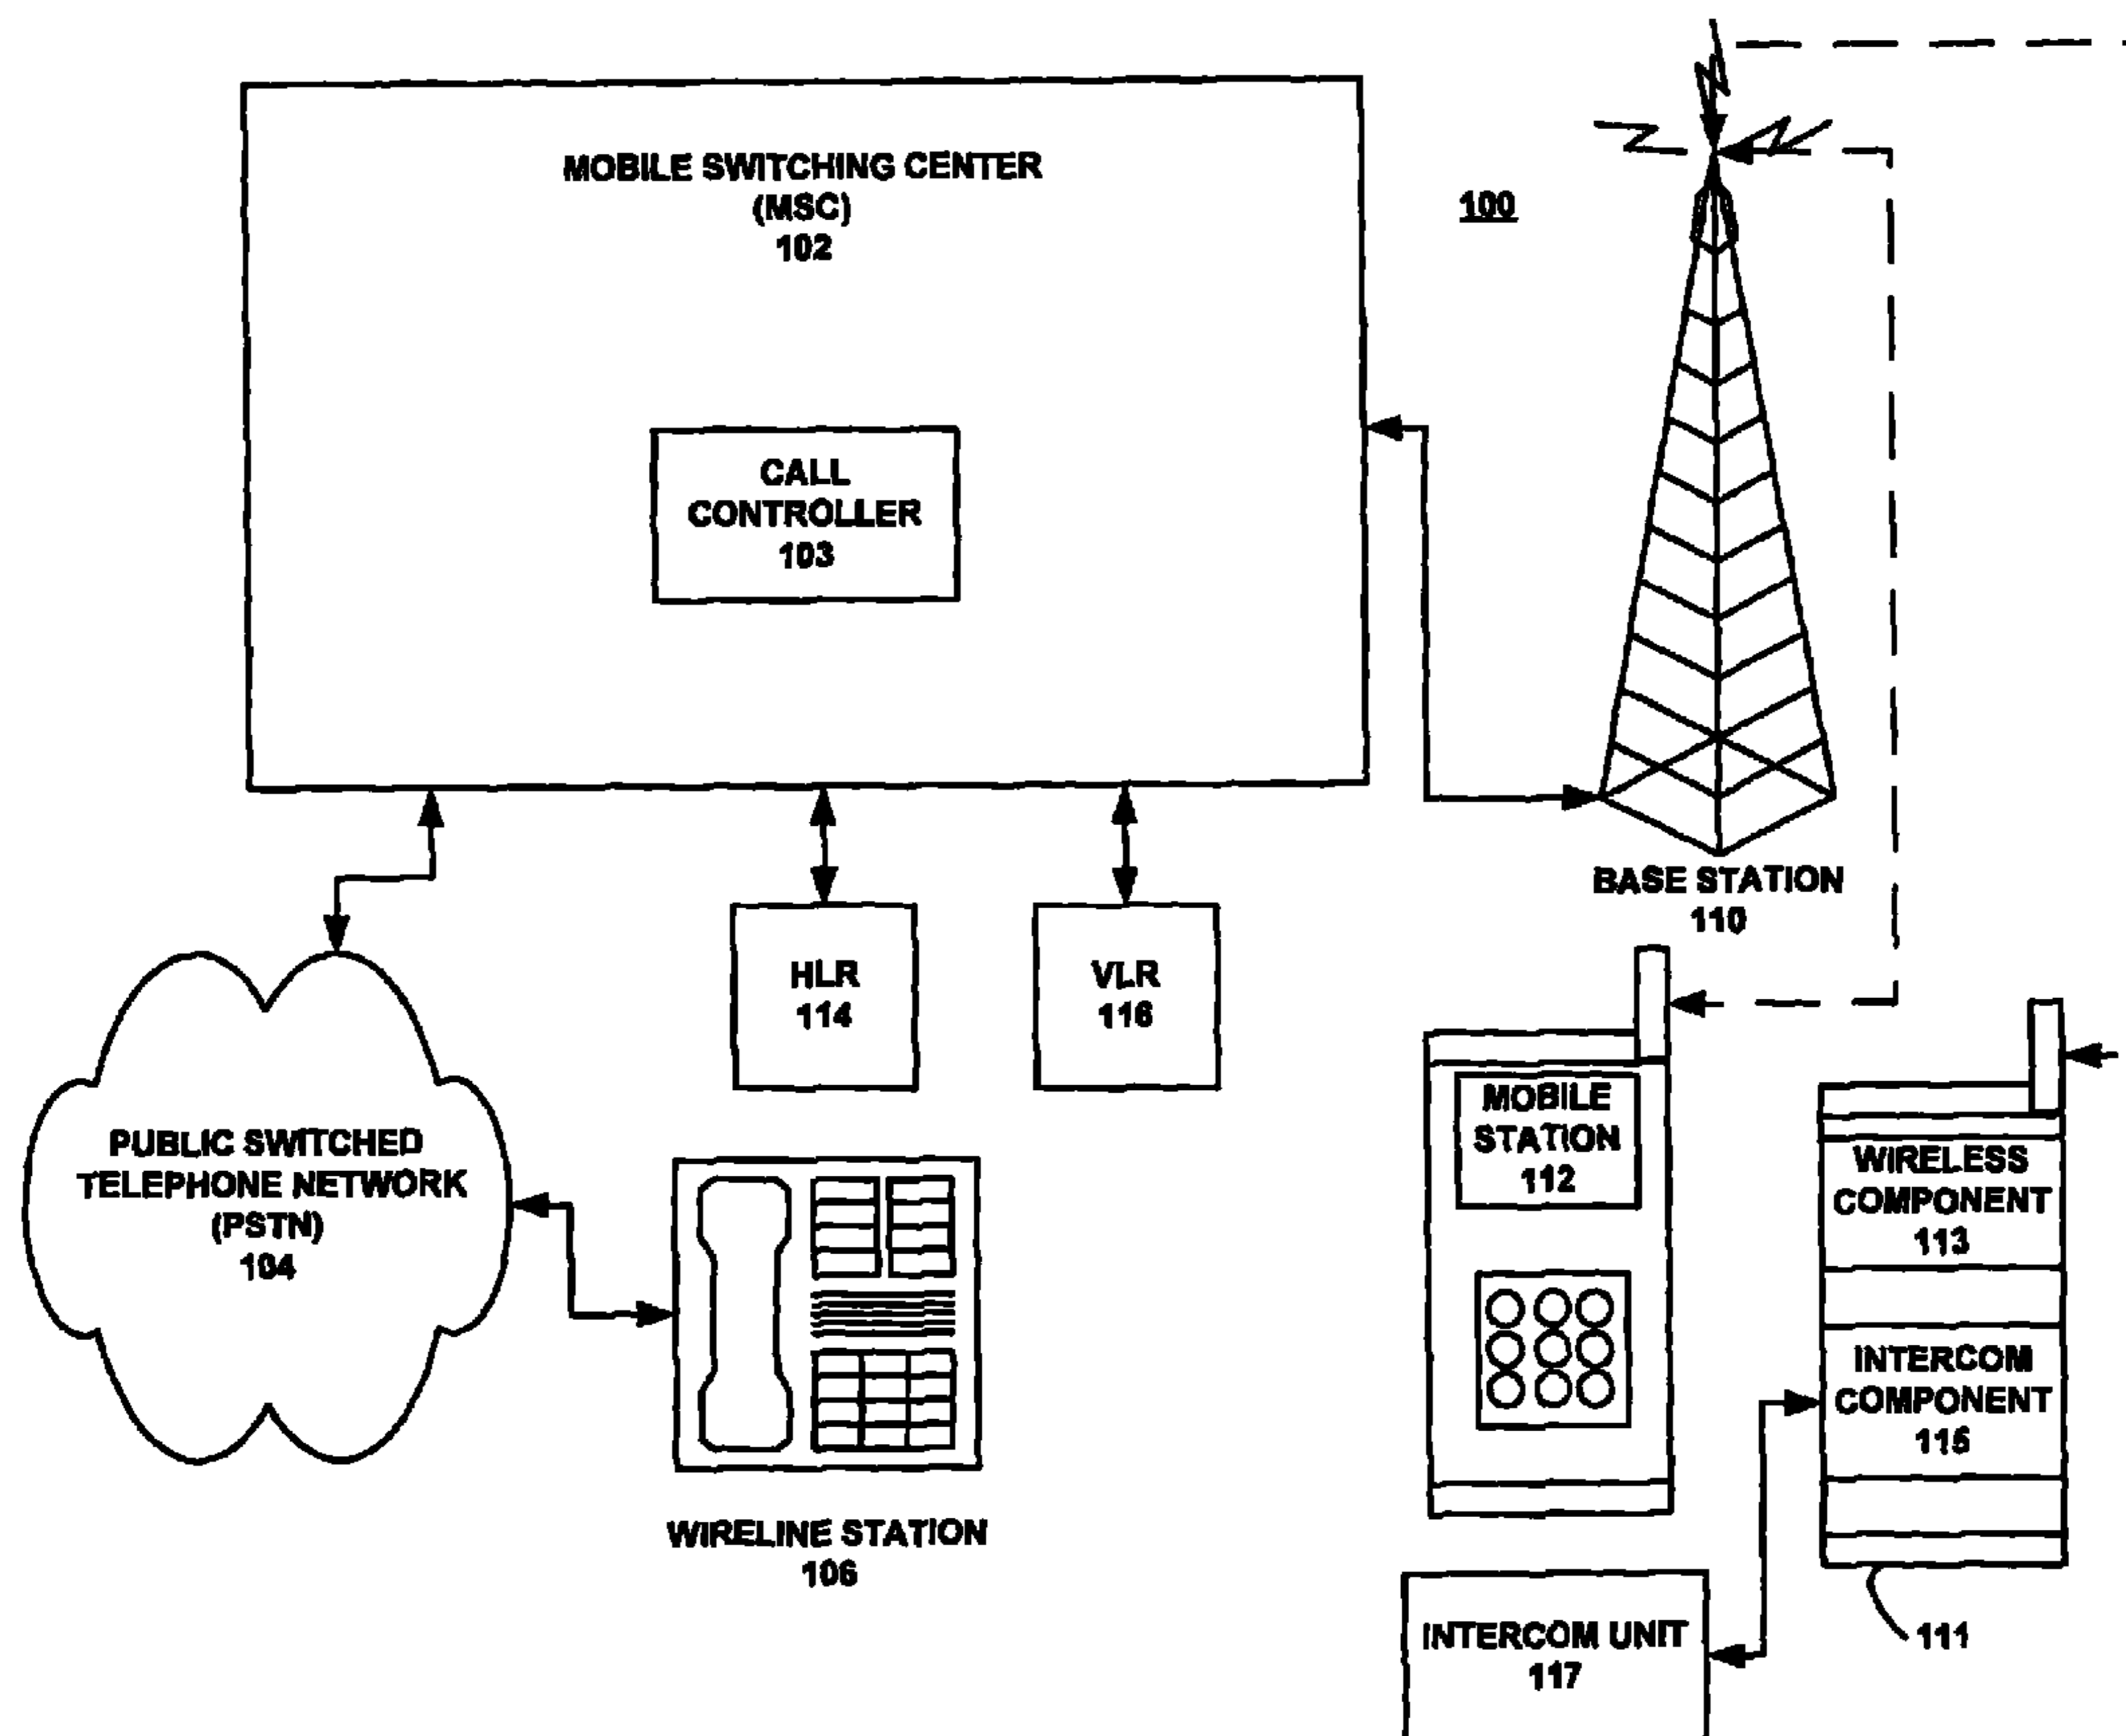 MOBILE SWITCHING CENTER
(MSC)
102
100
CALL
CONTROLLER
103
BASE STATION
110
HLR
114
VLR
116
MOBILE
STATION
112
PUBLIC SWITCHED
TELEPHONE NETWORK
(PSTN)
104
WIRELESS
COMPONENT
113
INTERCOM
COMPONENT
115
WIRELINE STATION
106
INTERCOM UNIT
117
111